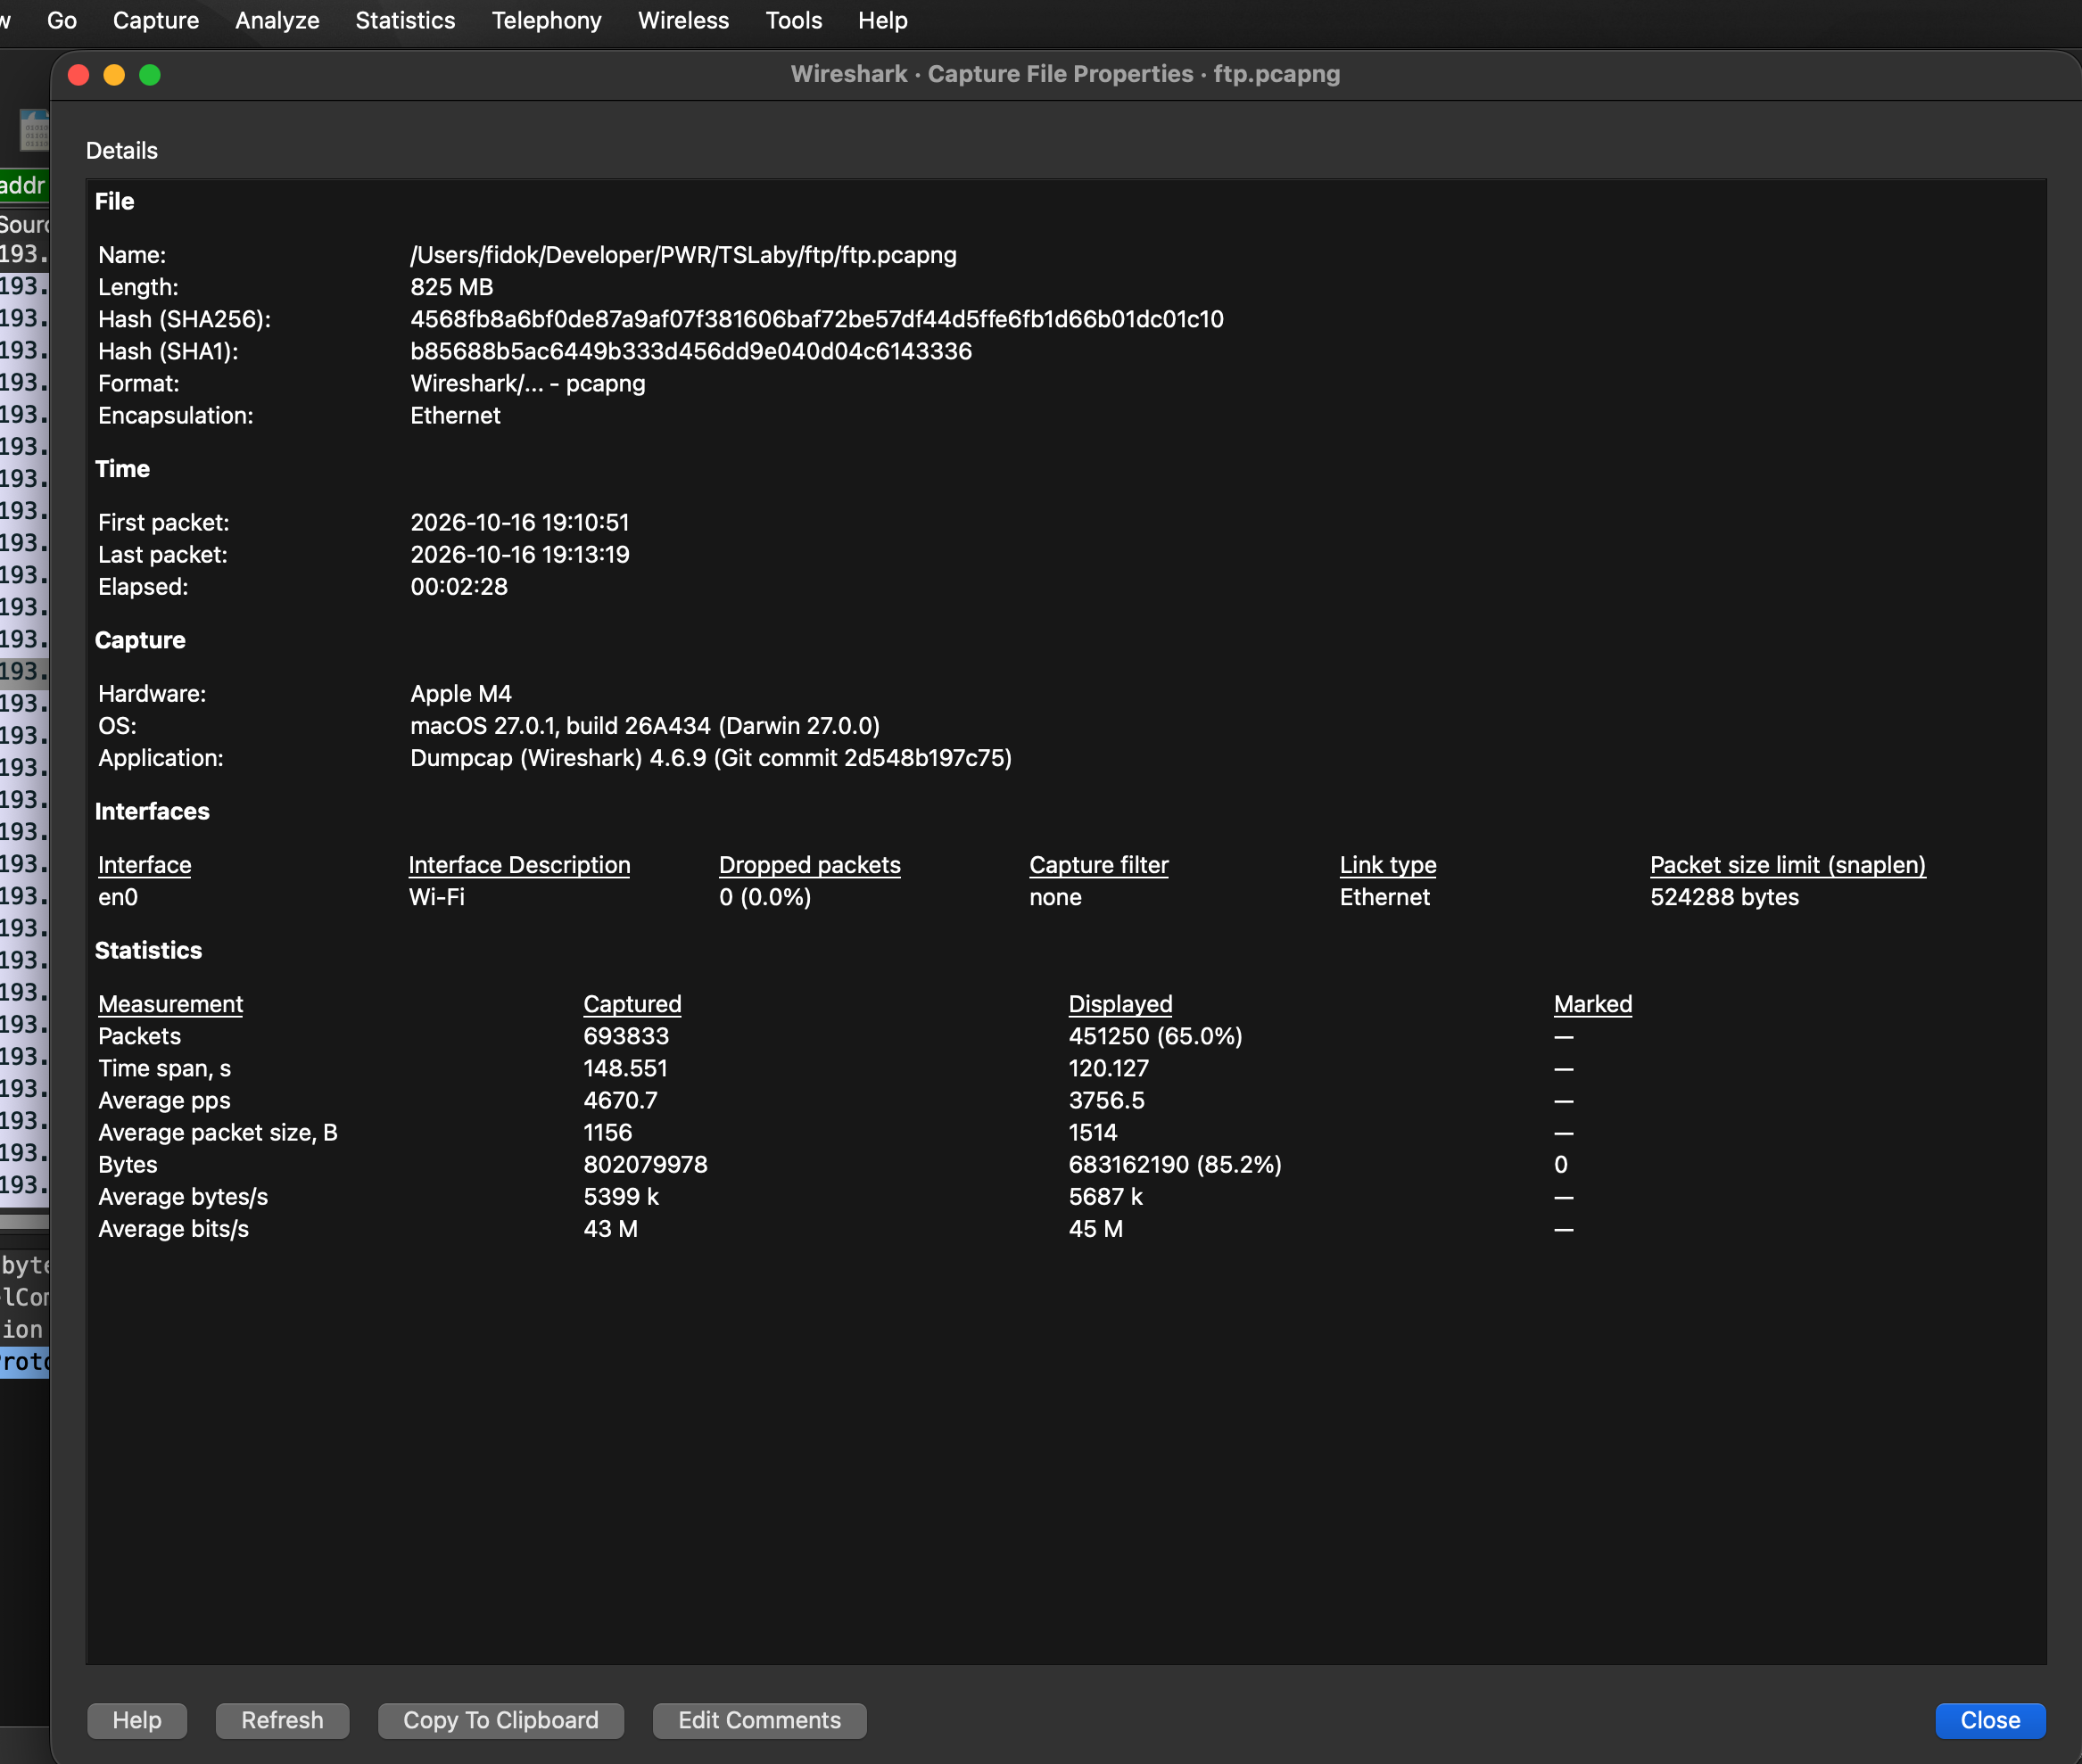 Go Capture Analyze Statistics Telephony Wireless Tools Help
Wireshark · Capture File Properties · ftp.pcapng
Details
addr
File
Name: /Users/fidok/Developer/PWR/TSLaby/ftp/ftp.pcapng
Length: 825 MB
Hash (SHA256): 4568fb8a6bf0de87a9af07f381606baf72be57df44d5ffe6fb1d66b01dc01c10
Hash (SHA1): b85688b5ac6449b333d456dd9e040d04c6143336
Format: Wireshark/... - pcapng
Encapsulation: Ethernet
Time
First packet: 2026-10-16 19:10:51
Last packet: 2026-10-16 19:13:19
Elapsed: 00:02:28
Capture
Hardware: Apple M4
OS: macOS 27.0.1, build 26A434 (Darwin 27.0.0)
Application: Dumpcap (Wireshark) 4.6.9 (Git commit 2d548b197c75)
Interfaces
Interface Interface Description Dropped packets Capture filter Link type Packet size limit (snaplen)
en0 Wi-Fi 0 (0.0%) none Ethernet 524288 bytes
Statistics
Measurement Captured Displayed Marked
Packets 693833 451250 (65.0%) —
Time span, s 148.551 120.127 —
Average pps 4670.7 3756.5 —
Average packet size, B 1156 1514 —
Bytes 802079978 683162190 (85.2%) 0
Average bytes/s 5399 k 5687 k —
Average bits/s 43 M 45 M —
Help Refresh Copy To Clipboard Edit Comments Close